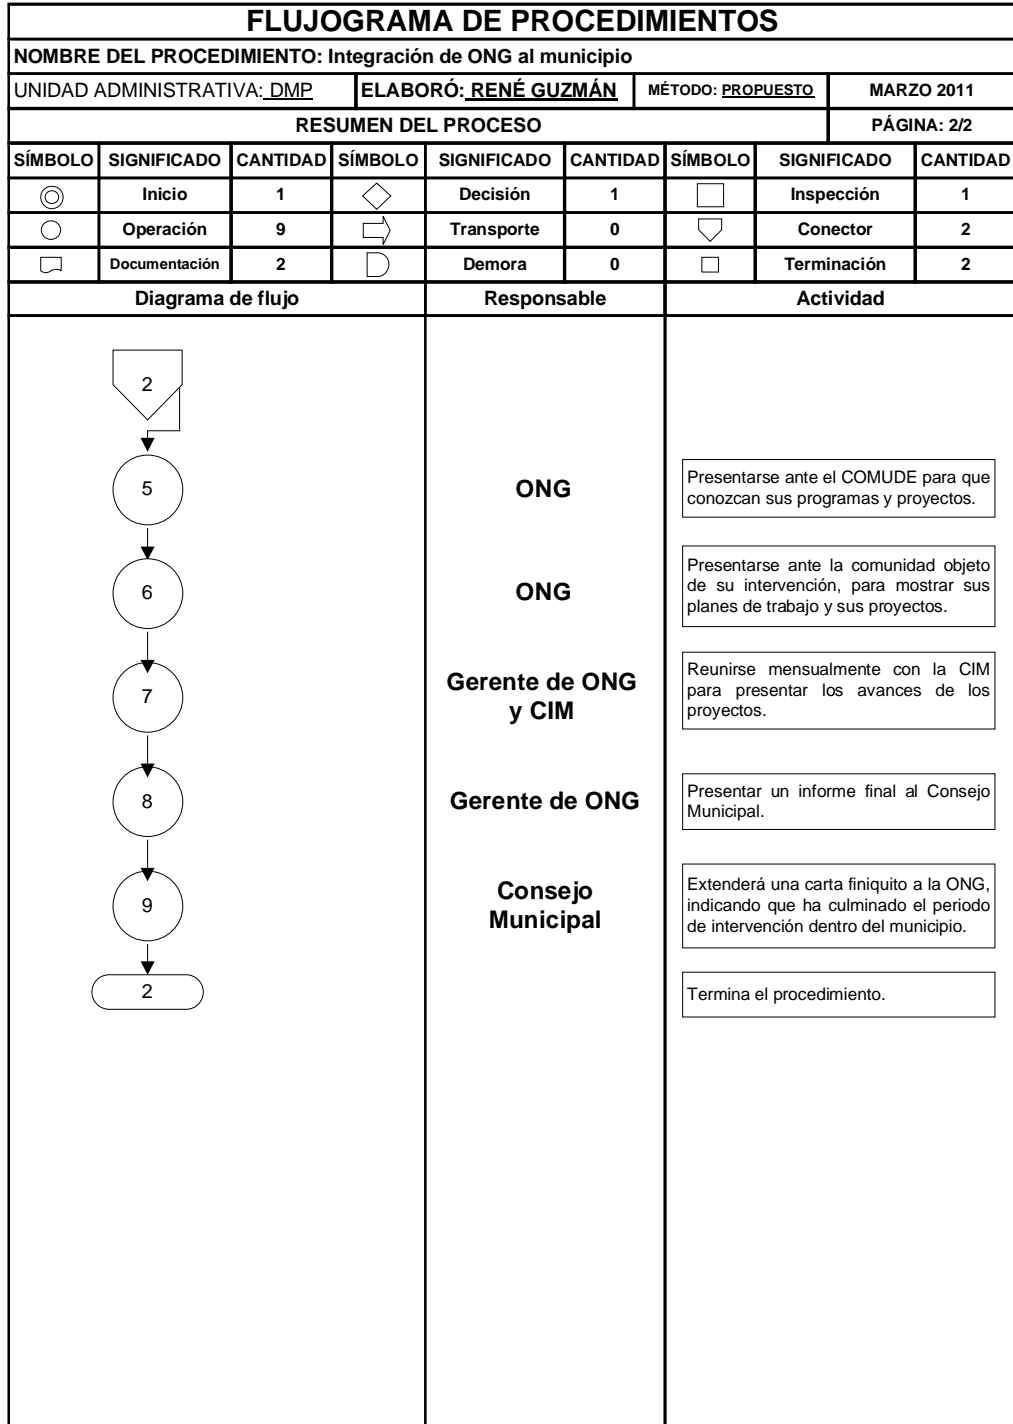 FLUJOGRAMA DE PROCEDIMIENTOS
NOMBRE DEL PROCEDIMIENTO: Integración de ONG al municipio
UNIDAD ADMINISTRATIVA: DMP ELABORÓ: RENÉ GUZMÁN MÉTODO: PROPUESTO MARZO 2011
RESUMEN DEL PROCESO PÁGINA: 2/2
SÍMBOLO SIGNIFICADO CANTIDAD SÍMBOLO SIGNIFICADO CANTIDAD SÍMBOLO SIGNIFICADO CANTIDAD
Inicio 1 Decisión 1 Inspección 1
Operación 9 Transporte 0 Conector 2
Documentación 2 Demora 0 Terminación 2
Diagrama de flujo Responsable Actividad
2
5
ONG
Presentarse ante el COMUDE para que
conozcan sus programas y proyectos.
6
ONG
Presentarse ante la comunidad objeto
de su intervención, para mostrar sus
planes de trabajo y sus proyectos.
7
Gerente de ONG
y CIM
Reunirse mensualmente con la CIM
para presentar los avances de los
proyectos.
8
Gerente de ONG
Presentar un informe final al Consejo
Municipal.
9
Consejo
Municipal
Extenderá una carta finiquito a la ONG,
indicando que ha culminado el periodo
de intervención dentro del municipio.
2
Termina el procedimiento.